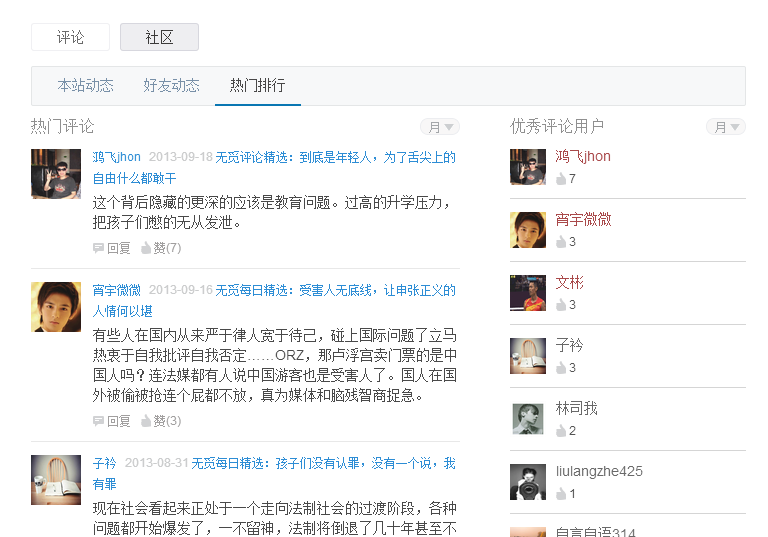 评论 社区
本站动态 好友动态 热门排行
热门评论 月
鸿飞jhon 2013-09-18 无觅评论精选：到底是年轻人，为了舌尖上的
自由什么都敢干
这个背后隐藏的更深的应该是教育问题。过高的升学压力，
把孩子们憋的无从发泄。
回复 赞(7)
宵宇微微 2013-09-16 无觅每日精选：受害人无底线，让申张正义的
人情何以堪
有些人在国内从来严于律人宽于待己，碰上国际问题了立马
热衷于自我批评自我否定……ORZ，那卢浮宫卖门票的是中
国人吗？连法媒都有人说中国游客也是受害人了。国人在国
外被偷被抢连个屁都不放，真为媒体和脑残智商捉急。
回复 赞(3)
子衿 2013-08-31 无觅每日精选：孩子们没有认罪，没有一个说，我
有罪
现在社会看起来正处于一个走向法制社会的过渡阶段，各种
问题都开始爆发了，一不留神，法制将倒退了几十年甚至不
优秀评论用户 月
鸿飞jhon
7
宵宇微微
3
文彬
3
子衿
3
林司我
2
liulangzhe425
1
自言自语314